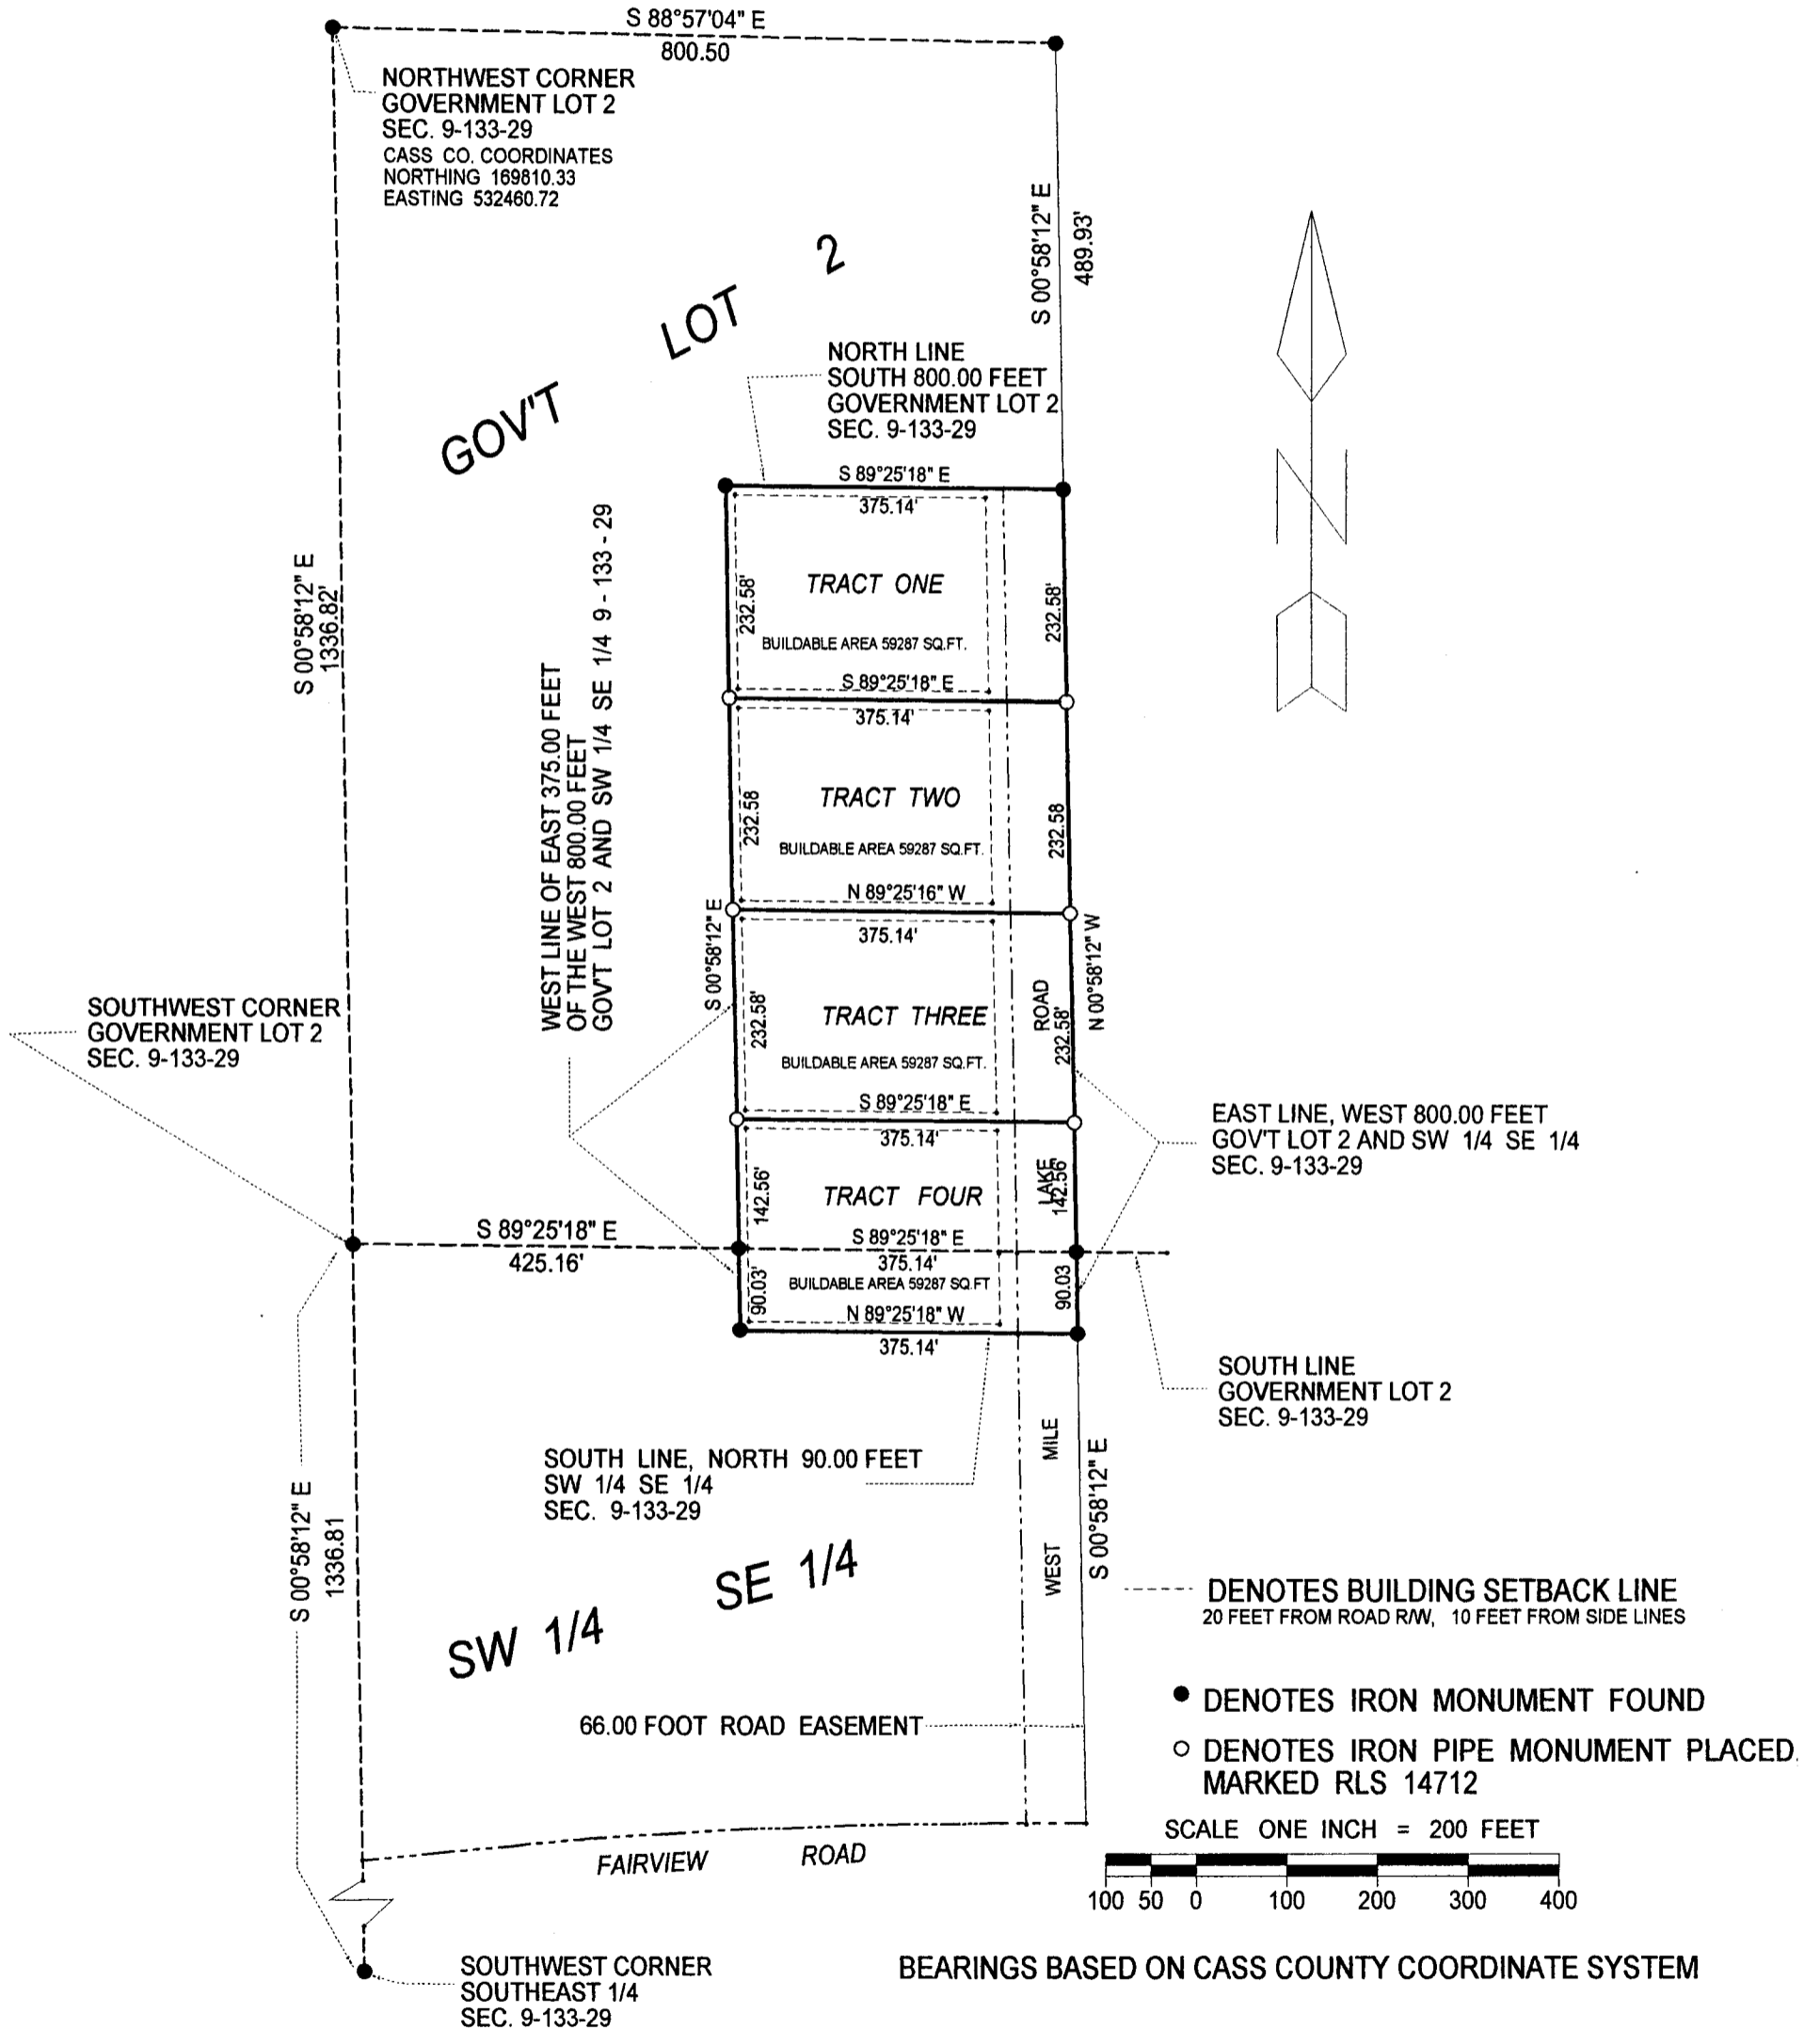 S 88°57'04" E
800.50
NORTHWEST CORNER
GOVERNMENT LOT 2
SEC. 9-133-29
CASS CO. COORDINATES
NORTHING 169810.33
EASTING 532460.72
S 00°58'12" E
489.93'
GOV'T LOT 2
NORTH LINE
SOUTH 800.00 FEET
GOVERNMENT LOT 2
SEC. 9-133-29
S 89°25'18" E
375.14'
S 00°58'12" E
1336.82'
WEST LINE OF EAST 375.00 FEET
OF THE WEST 800.00 FEET
GOV'T LOT 2 AND SW 1/4 SE 1/4 9 - 133 - 29
232.58'
TRACT ONE
232.58'
BUILDABLE AREA 59287 SQ.FT.
S 89°25'18" E
375.14'
232.58
TRACT TWO
232.58
BUILDABLE AREA 59287 SQ.FT.
N 89°25'16" W
375.14'
S 00°58'12" E
N 00°58'12" W
232.58'
TRACT THREE
ROAD
232.58'
BUILDABLE AREA 59287 SQ.FT.
S 89°25'18" E
375.14'
SOUTHWEST CORNER
GOVERNMENT LOT 2
SEC. 9-133-29
EAST LINE, WEST 800.00 FEET
GOV'T LOT 2 AND SW 1/4 SE 1/4
SEC. 9-133-29
142.56'
TRACT FOUR
LAKE
142.56'
S 89°25'18" E
425.16'
S 89°25'18" E
375.14'
90.03'
BUILDABLE AREA 59287 SQ.FT
90.03
N 89°25'18" W
375.14'
SOUTH LINE
GOVERNMENT LOT 2
SEC. 9-133-29
SOUTH LINE, NORTH 90.00 FEET
SW 1/4 SE 1/4
SEC. 9-133-29
WEST MILE
S 00°58'12" E
S 00°58'12" E
1336.81
SW 1/4 SE 1/4
DENOTES BUILDING SETBACK LINE
20 FEET FROM ROAD R/W, 10 FEET FROM SIDE LINES
66.00 FOOT ROAD EASEMENT
DENOTES IRON MONUMENT FOUND
DENOTES IRON PIPE MONUMENT PLACED.
MARKED RLS 14712
FAIRVIEW ROAD
SCALE ONE INCH = 200 FEET
100 50 0 100 200 300 400
SOUTHWEST CORNER
SOUTHEAST 1/4
SEC. 9-133-29
BEARINGS BASED ON CASS COUNTY COORDINATE SYSTEM
N